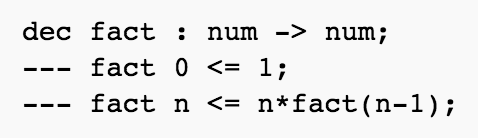 dec fact : num -> num;
--- fact 0 <= 1;
--- fact n <= n*fact(n-1);